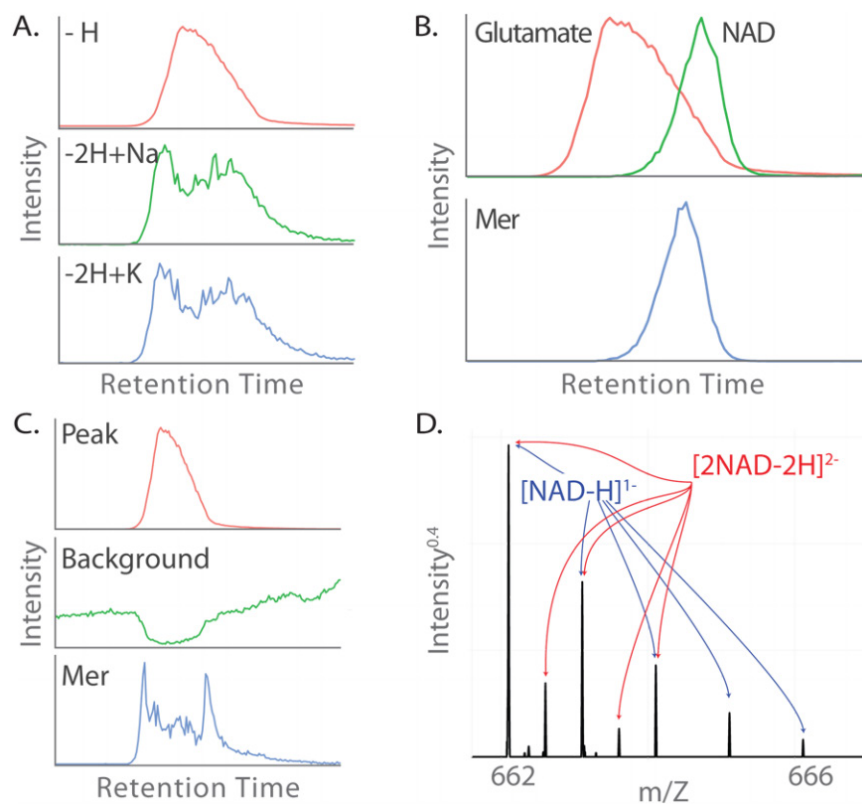 A.
- H
-2H+Na
-2H+K
Intensity
Retention Time
B.
Glutamate
NAD
Mer
Intensity
Retention Time
C.
Peak
Background
Mer
Intensity
Retention Time
D.
[NAD-H]1-
[2NAD-2H]2-
Intensity0.4
662
666
m/Z